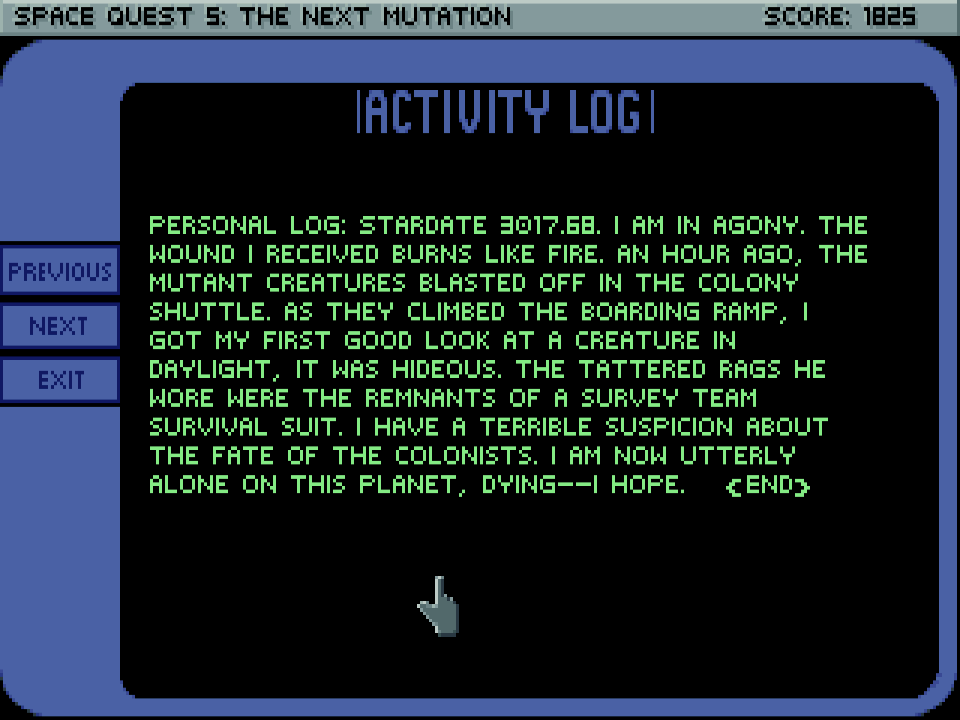 SPACE QUEST 5: THE NEXT MUTATION SCORE: 1825
ACTIVITY LOG
PERSONAL LOG: STARDATE 3017.68. I AM IN AGONY. THE
WOUND I RECEIVED BURNS LIKE FIRE. AN HOUR AGO, THE
MUTANT CREATURES BLASTED OFF IN THE COLONY
SHUTTLE. AS THEY CLIMBED THE BOARDING RAMP, I
GOT MY FIRST GOOD LOOK AT A CREATURE IN
DAYLIGHT, IT WAS HIDEOUS. THE TATTERED RAGS HE
WORE WERE THE REMNANTS OF A SURVEY TEAM
SURVIVAL SUIT. I HAVE A TERRIBLE SUSPICION ABOUT
THE FATE OF THE COLONISTS. I AM NOW UTTERLY
ALONE ON THIS PLANET, DYING--I HOPE. <END>
PREVIOUS
NEXT
EXIT